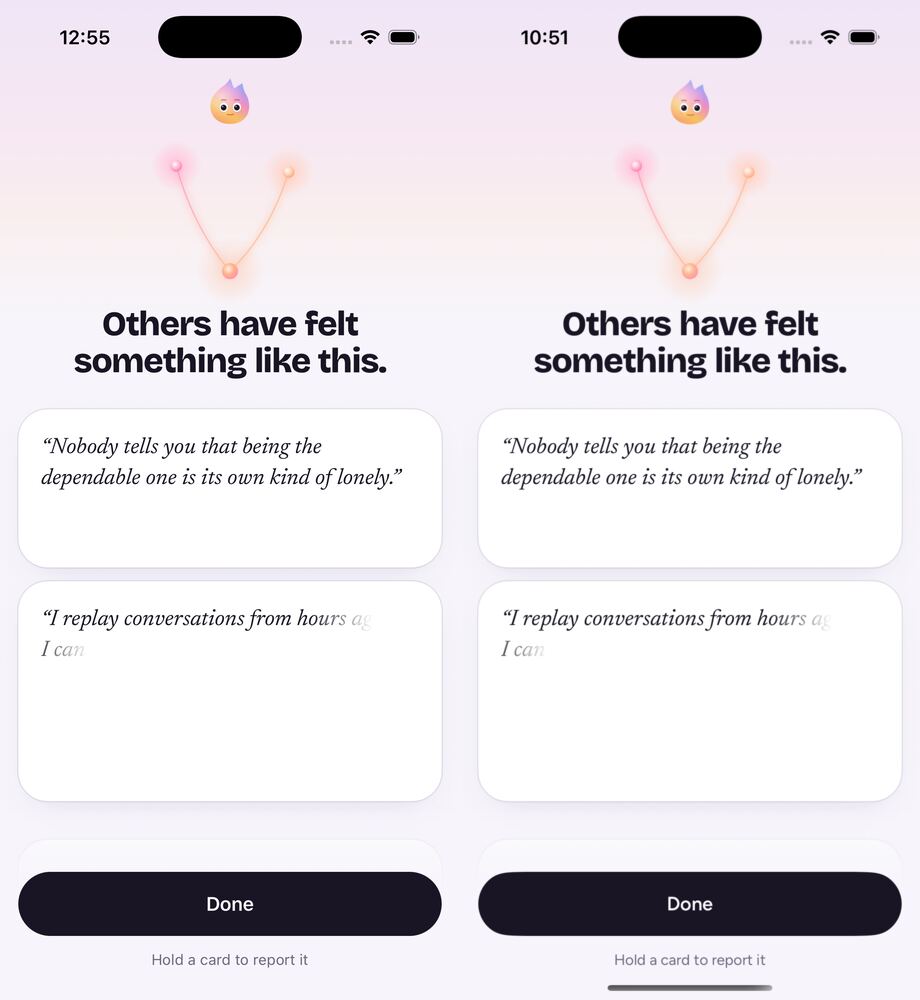 12:55
Others have felt
something like this.
“Nobody tells you that being the
dependable one is its own kind of lonely.”
“I replay conversations from hours
I can
Done
Hold a card to report it
10:51
Others have felt
something like this.
“Nobody tells you that being the
dependable one is its own kind of lonely.”
“I replay conversations from hours
I can
Done
Hold a card to report it